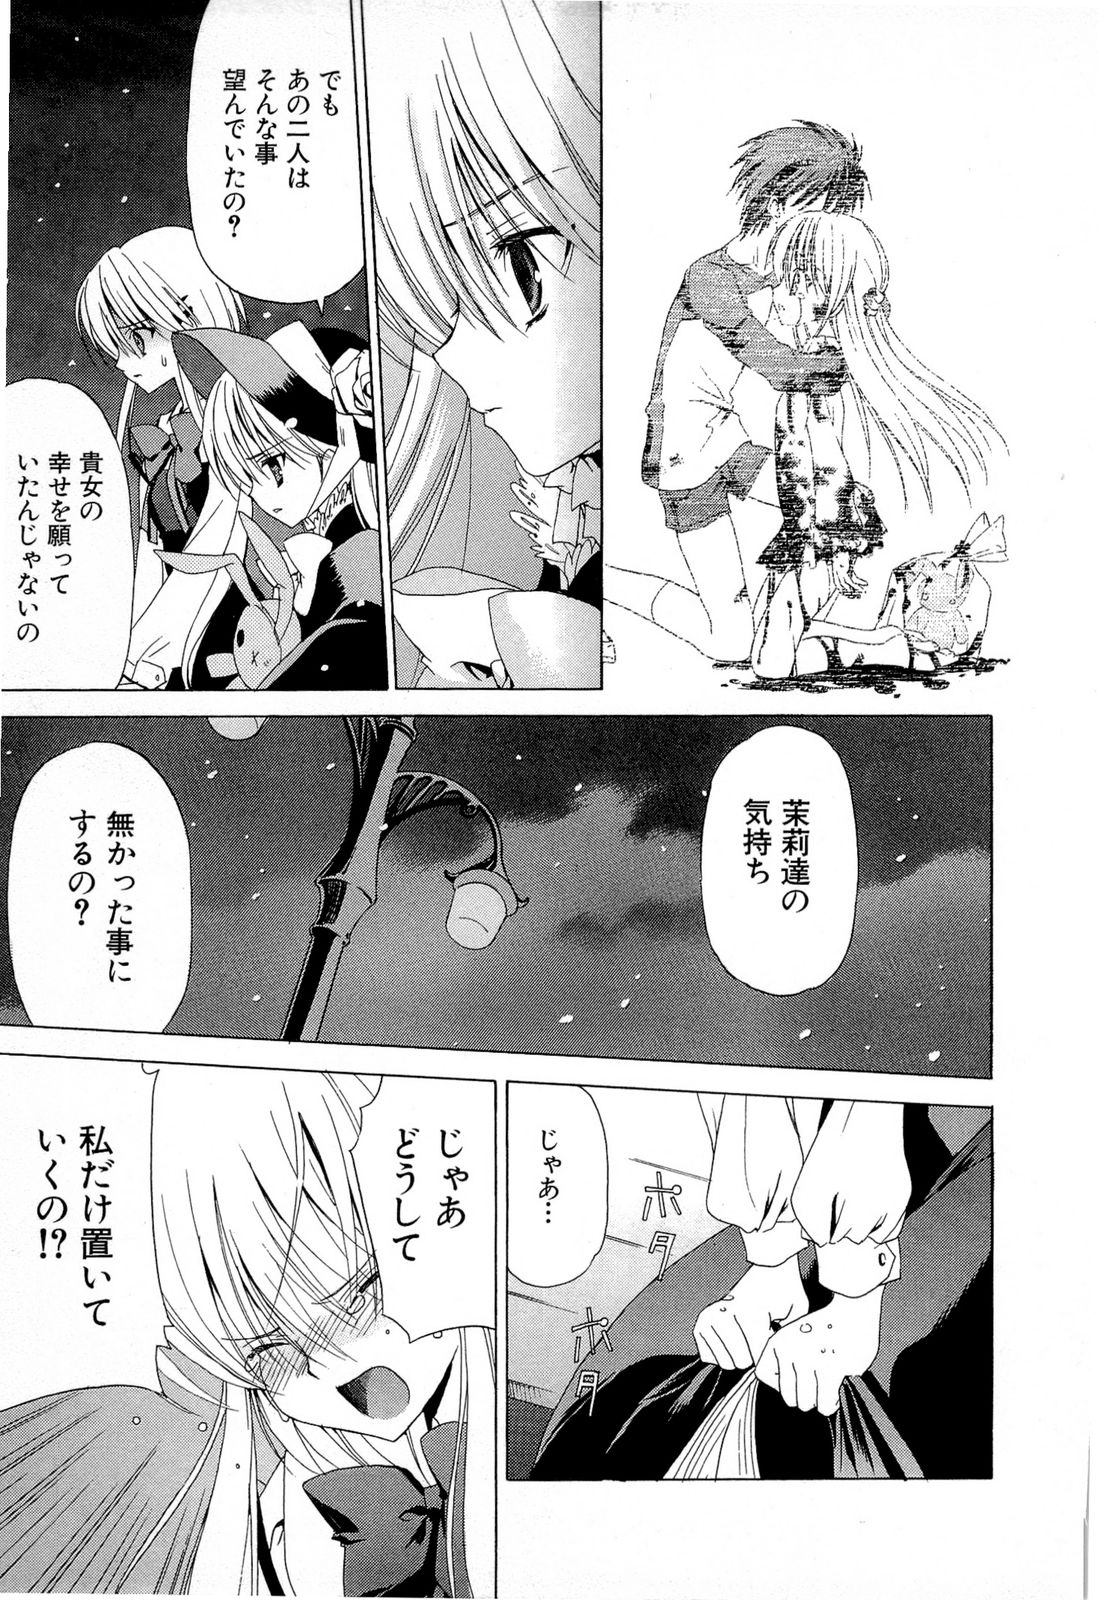 でも
あの二人は
そんな事
望んでいたの?
貴女の
幸せを願って
いたんじゃないの
茉莉達の
気持ち
無かった事に
するの?
じゃあ…
ホタ
ホタ
じゃあ
どうして
私だけ置いて
いくの!?